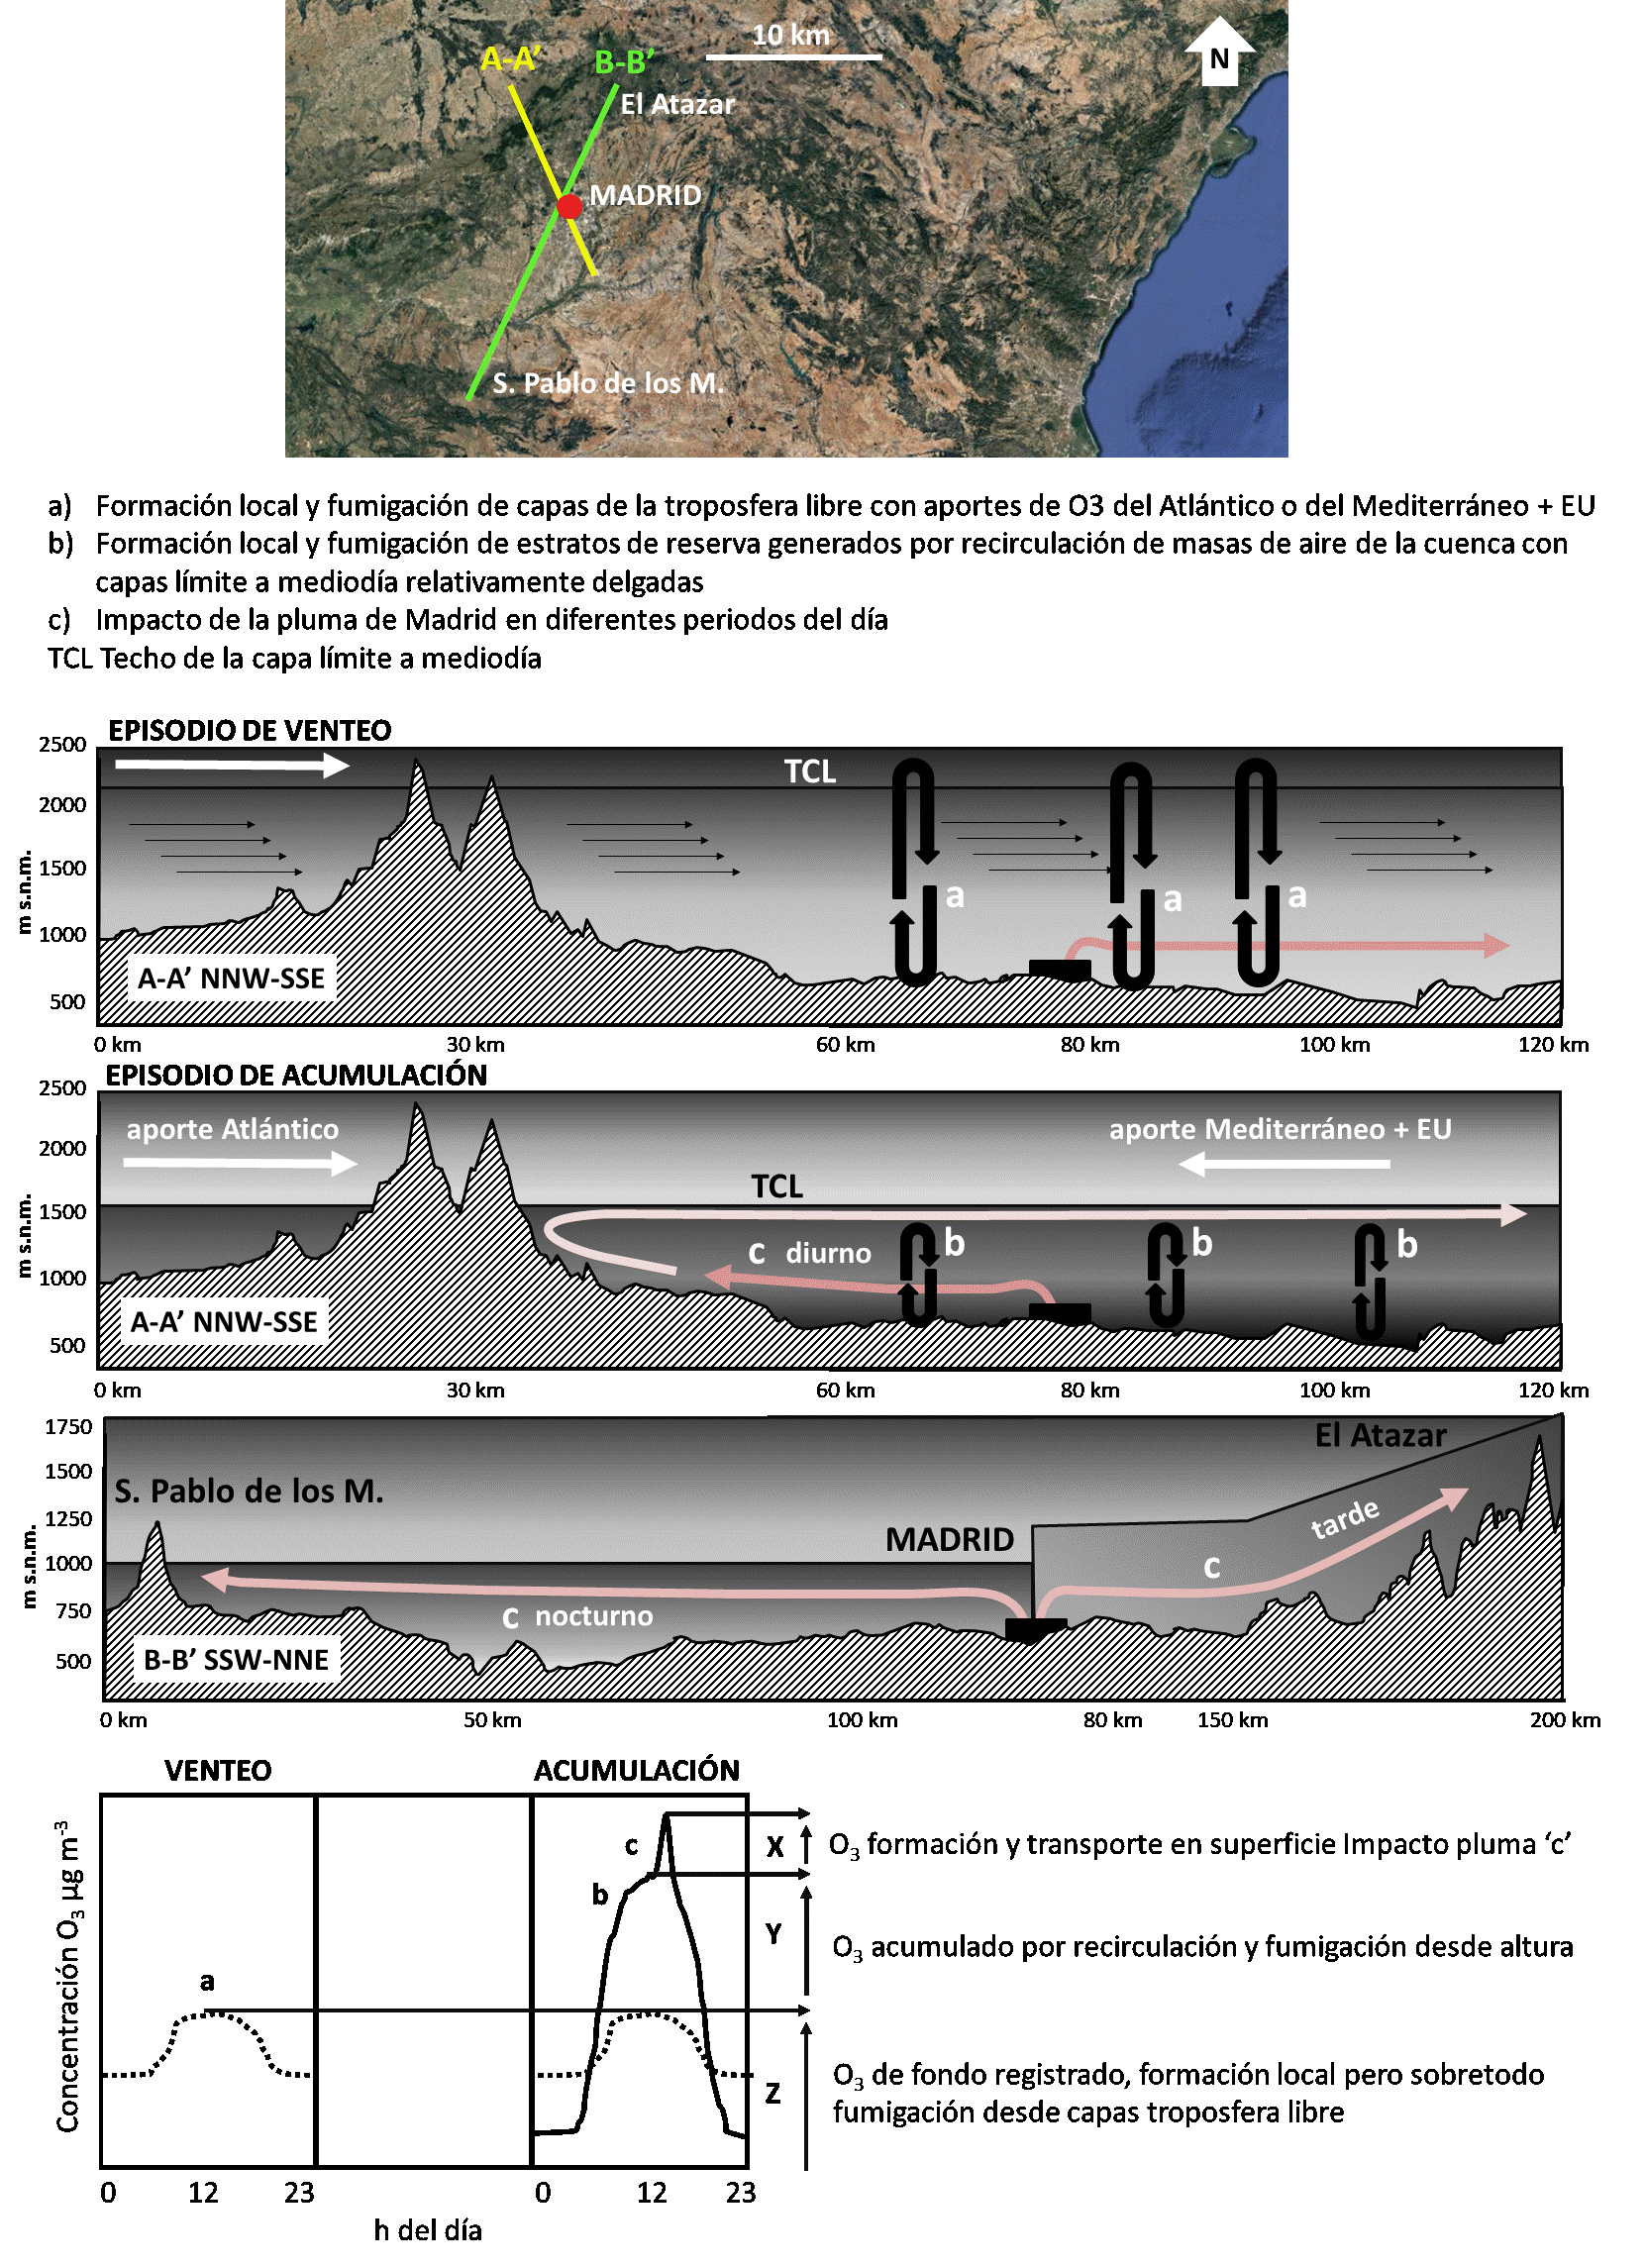 10 km
N
A-A’
B-B’
El Atazar
MADRID
S. Pablo de los M.
a) Formación local y fumigación de capas de la troposfera libre con aportes de O3 del Atlántico o del Mediterráneo + EU
b) Formación local y fumigación de estratos de reserva generados por recirculación de masas de aire de la cuenca con
capas límite a mediodía relativamente delgadas
c) Impacto de la pluma de Madrid en diferentes periodos del día
TCL Techo de la capa límite a mediodía
EPISODIO DE VENTEO
2500
2000
1500
1000
500
m s.n.m.
TCL
a
a
a
A-A’ NNW-SSE
0 km
30 km
60 km
80 km
100 km
120 km
EPISODIO DE ACUMULACIÓN
2500
2000
1500
1000
500
m s.n.m.
aporte Atlántico
aporte Mediterráneo + EU
TCL
c diurno
b
b
b
A-A’ NNW-SSE
0 km
30 km
60 km
80 km
100 km
120 km
1750
1500
1250
1000
750
500
m s.n.m.
El Atazar
S. Pablo de los M.
MADRID
tarde
c
c nocturno
B-B’ SSW-NNE
0 km
50 km
100 km
80 km
150 km
200 km
VENTEO
ACUMULACIÓN
Concentración O3 µg m-3
a
b
c
X
O3 formación y transporte en superficie Impacto pluma ‘c’
Y
O3 acumulado por recirculación y fumigación desde altura
Z
O3 de fondo registrado, formación local pero sobretodo
fumigación desde capas troposfera libre
0
12
23
0
12
23
h del día